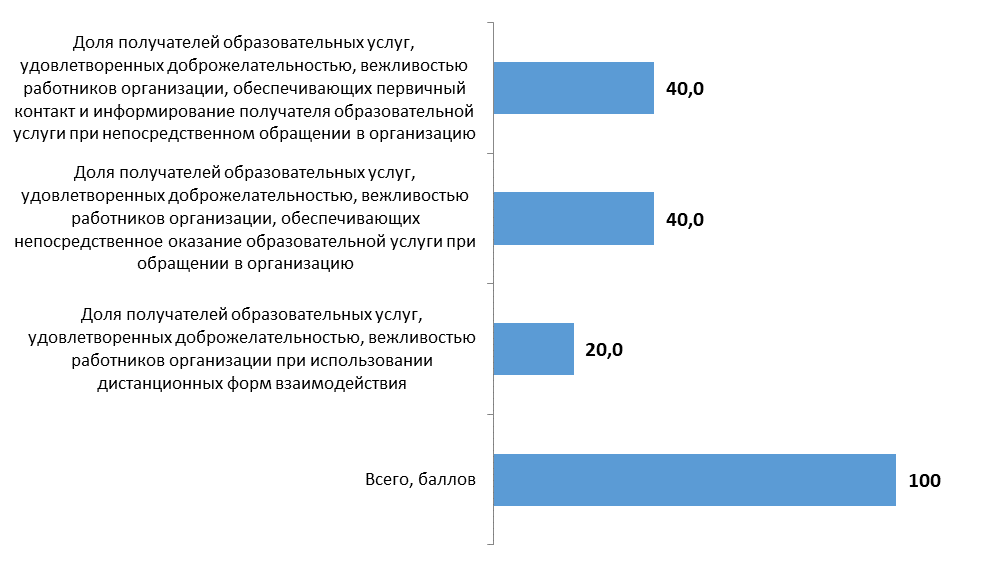 Доля получателей образовательных услуг,
удовлетворенных доброжелательностью, вежливостью
работников организации, обеспечивающих первичный
контакт и информирование получателя образовательной
услуги при непосредственном обращении в организацию
40,0
Доля получателей образовательных услуг,
удовлетворенных доброжелательностью, вежливостью
работников организации, обеспечивающих
непосредственное оказание образовательной услуги при
обращении в организацию
40,0
Доля получателей образовательных услуг,
удовлетворенных доброжелательностью, вежливостью
работников организации при использовании
дистанционных форм взаимодействия
20,0
Всего, баллов
100